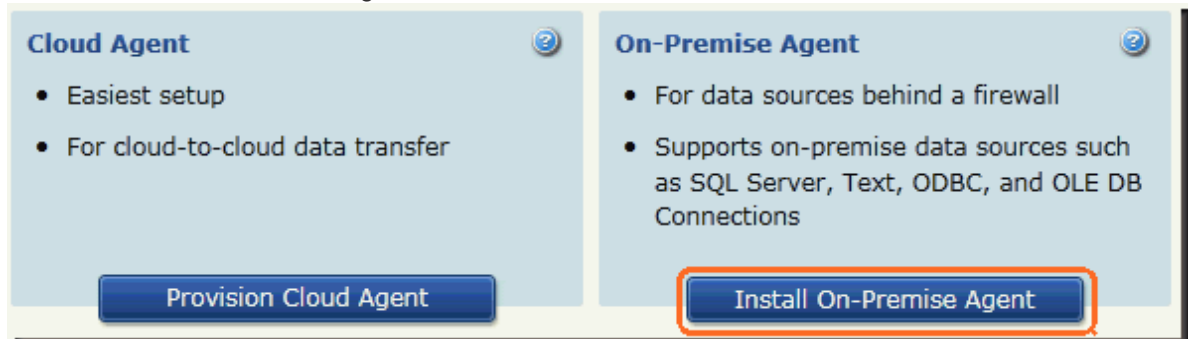 Cloud Agent
• Easiest setup
• For cloud-to-cloud data transfer
Provision Cloud Agent
On-Premise Agent
• For data sources behind a firewall
• Supports on-premise data sources such
as SQL Server, Text, ODBC, and OLE DB
Connections
Install On-Premise Agent